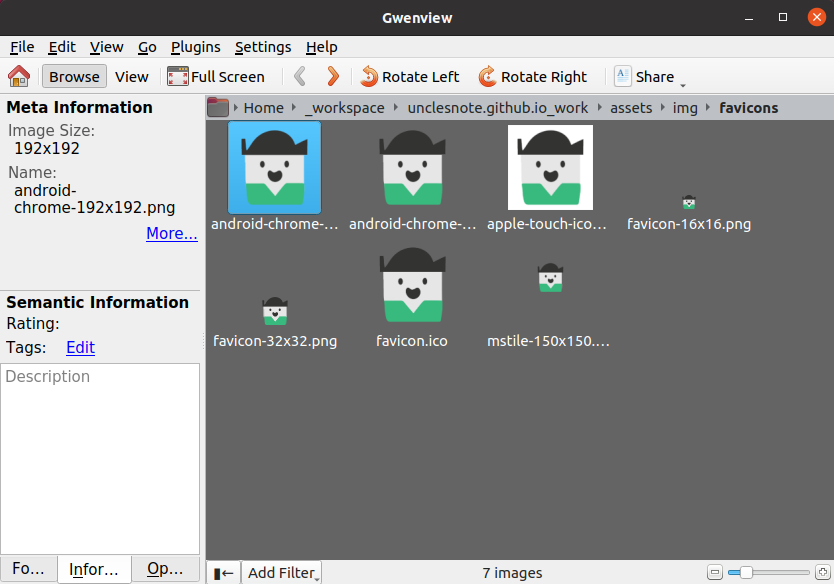 Gwenview
File Edit View Go Plugins Settings Help
Browse View Full Screen Rotate Left Rotate Right Share
Meta Information
Image Size:
192x192
Name:
android-
chrome-192x192.png
More...
Home _workspace unclesnote.github.io_work assets img favicons
android-chrome-... android-chrome-... apple-touch-ico... favicon-16x16.png
favicon-32x32.png favicon.ico mstile-150x150....
Semantic Information
Rating:
Tags: Edit
Description
Fo... Infor... Op...
Add Filter 7 images